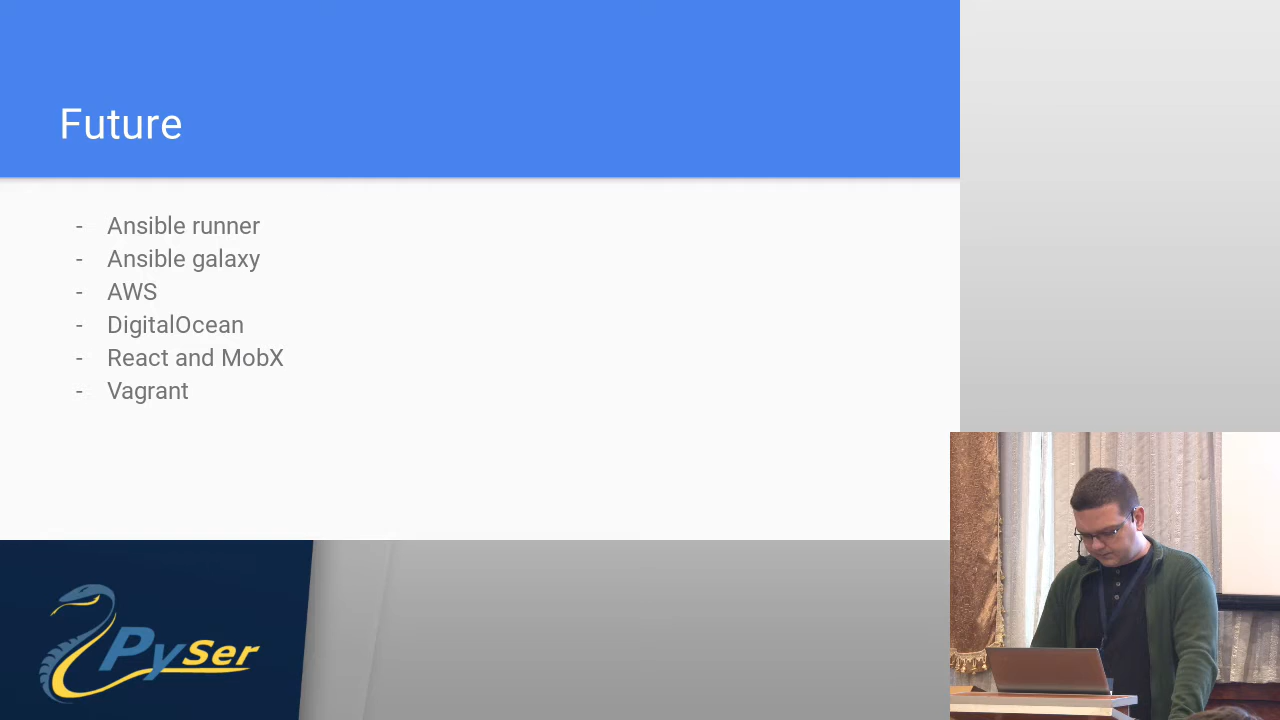 Future
- Ansible runner
- Ansible galaxy
- AWS
- DigitalOcean
- React and MobX
- Vagrant
PySer